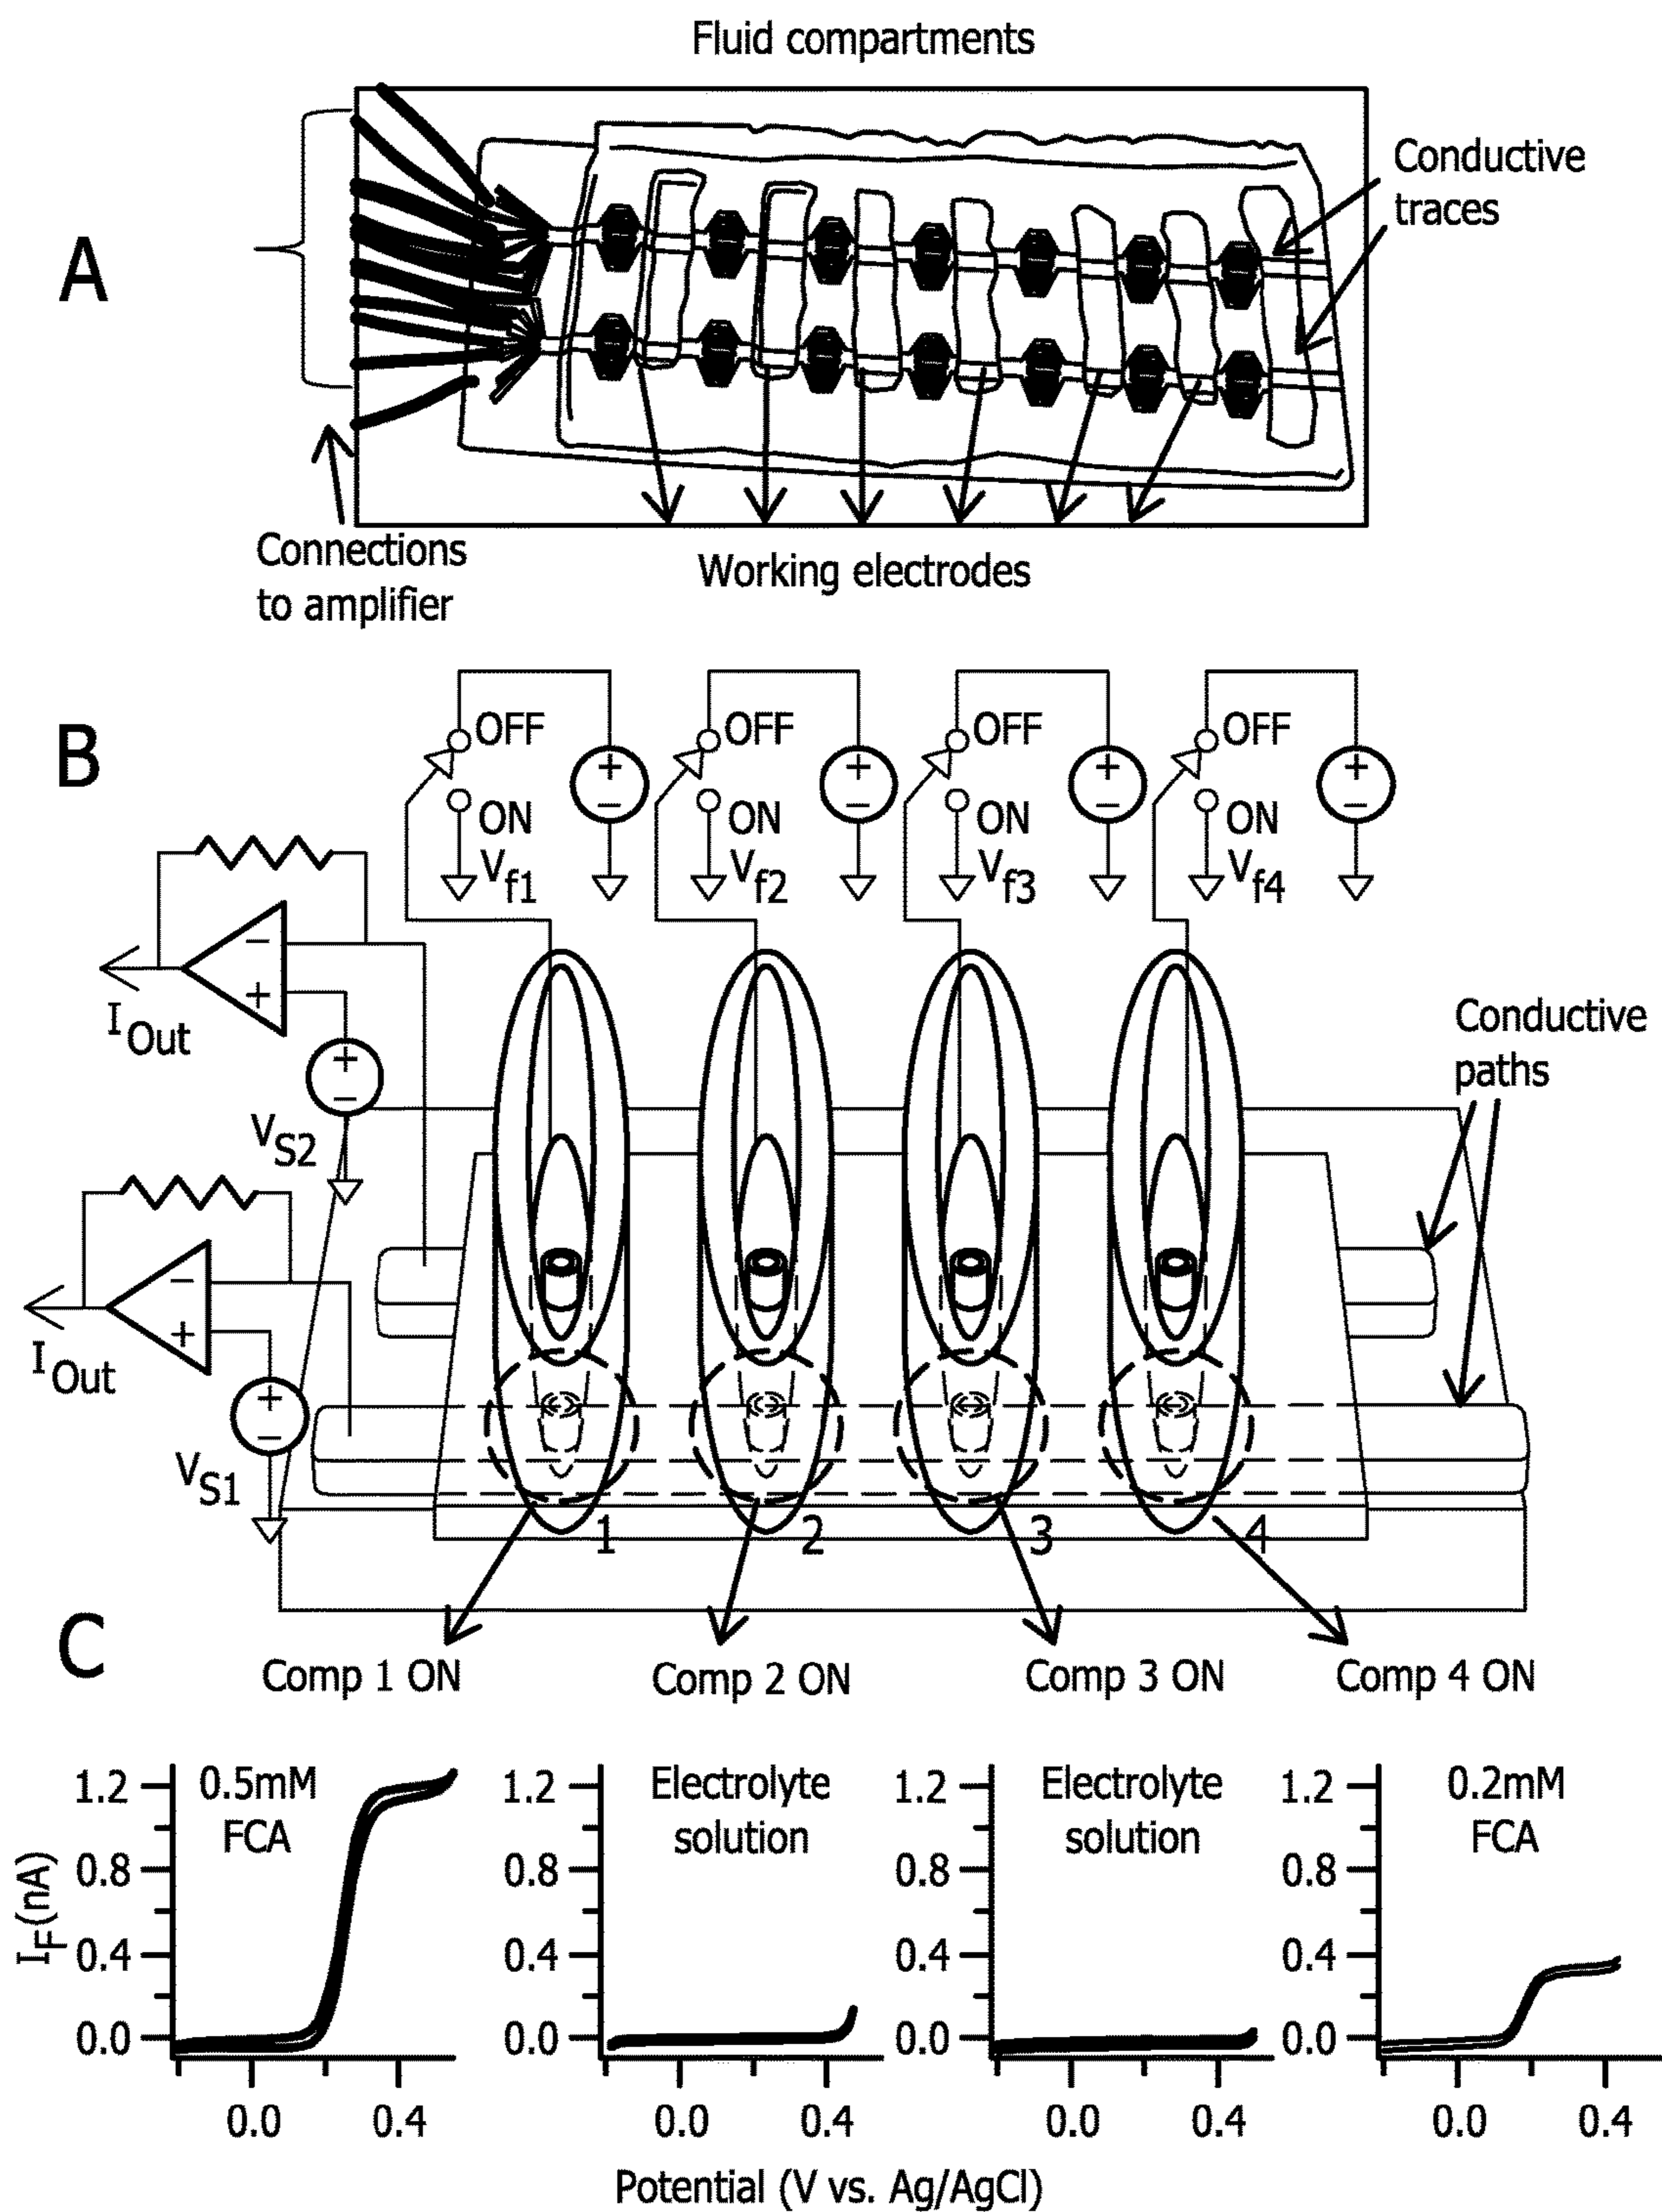 Fluid compartments
A
Conductive
traces
Connections
to amplifier
Working electrodes
B
OFF
OFF
OFF
OFF
+
+
+
+
−
−
−
−
ON
ON
ON
ON
Vf1
Vf2
Vf3
Vf4
−
+
IOut
+
−
VS2
Conductive
paths
−
+
IOut
+
−
VS1
1
2
3
4
C
Comp 1 ON
Comp 2 ON
Comp 3 ON
Comp 4 ON
IF(nA)
0.5mM
FCA
1.2
0.8
0.4
0.0
0.0
0.4
Electrolyte
solution
1.2
0.8
0.4
0.0
0.0
0.4
Electrolyte
solution
1.2
0.8
0.4
0.0
0.0
0.4
0.2mM
FCA
1.2
0.8
0.4
0.0
0.0
0.4
Potential (V vs. Ag/AgCl)